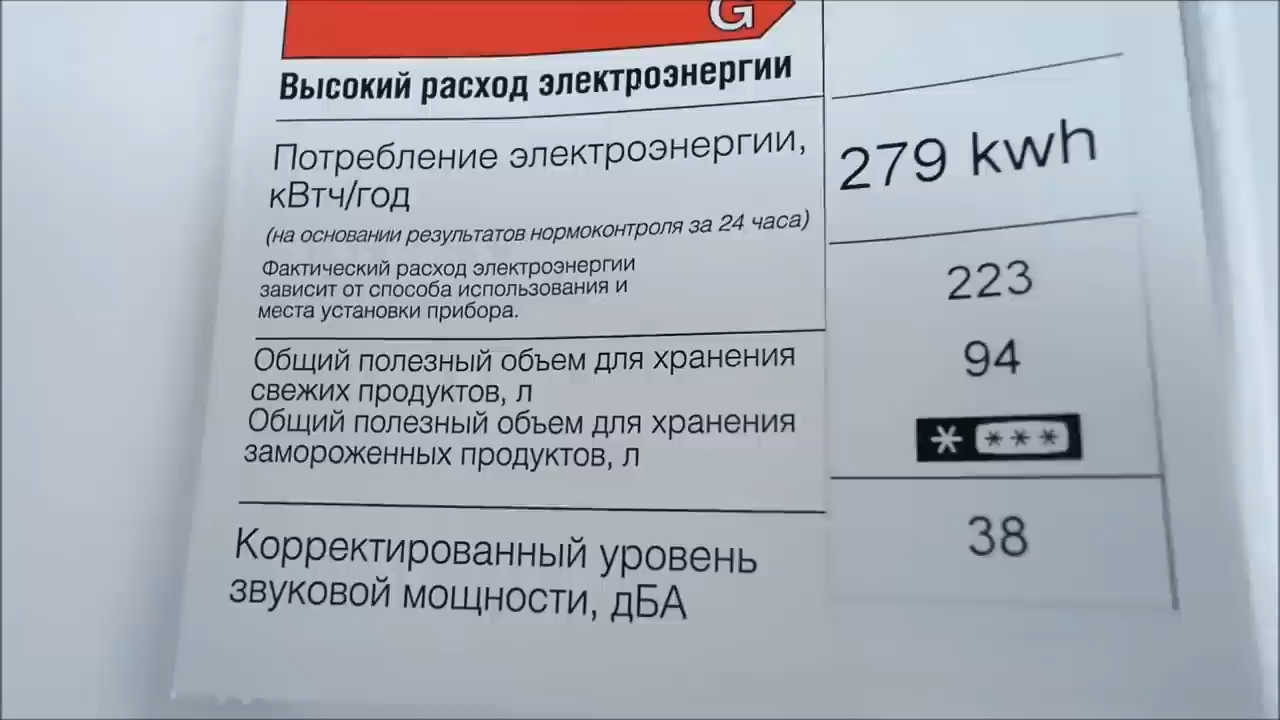 G
Высокий расход электроэнергии
Потребление электроэнергии,
кВтч/год
279 kwh
(на основании результатов нормоконтроля за 24 часа)
Фактический расход электроэнергии
зависит от способа использования и
места установки прибора.
223
Общий полезный объем для хранения
свежих продуктов, л
94
Общий полезный объем для хранения
замороженных продуктов, л
* ***
Корректированный уровень
звуковой мощности, дБА
38